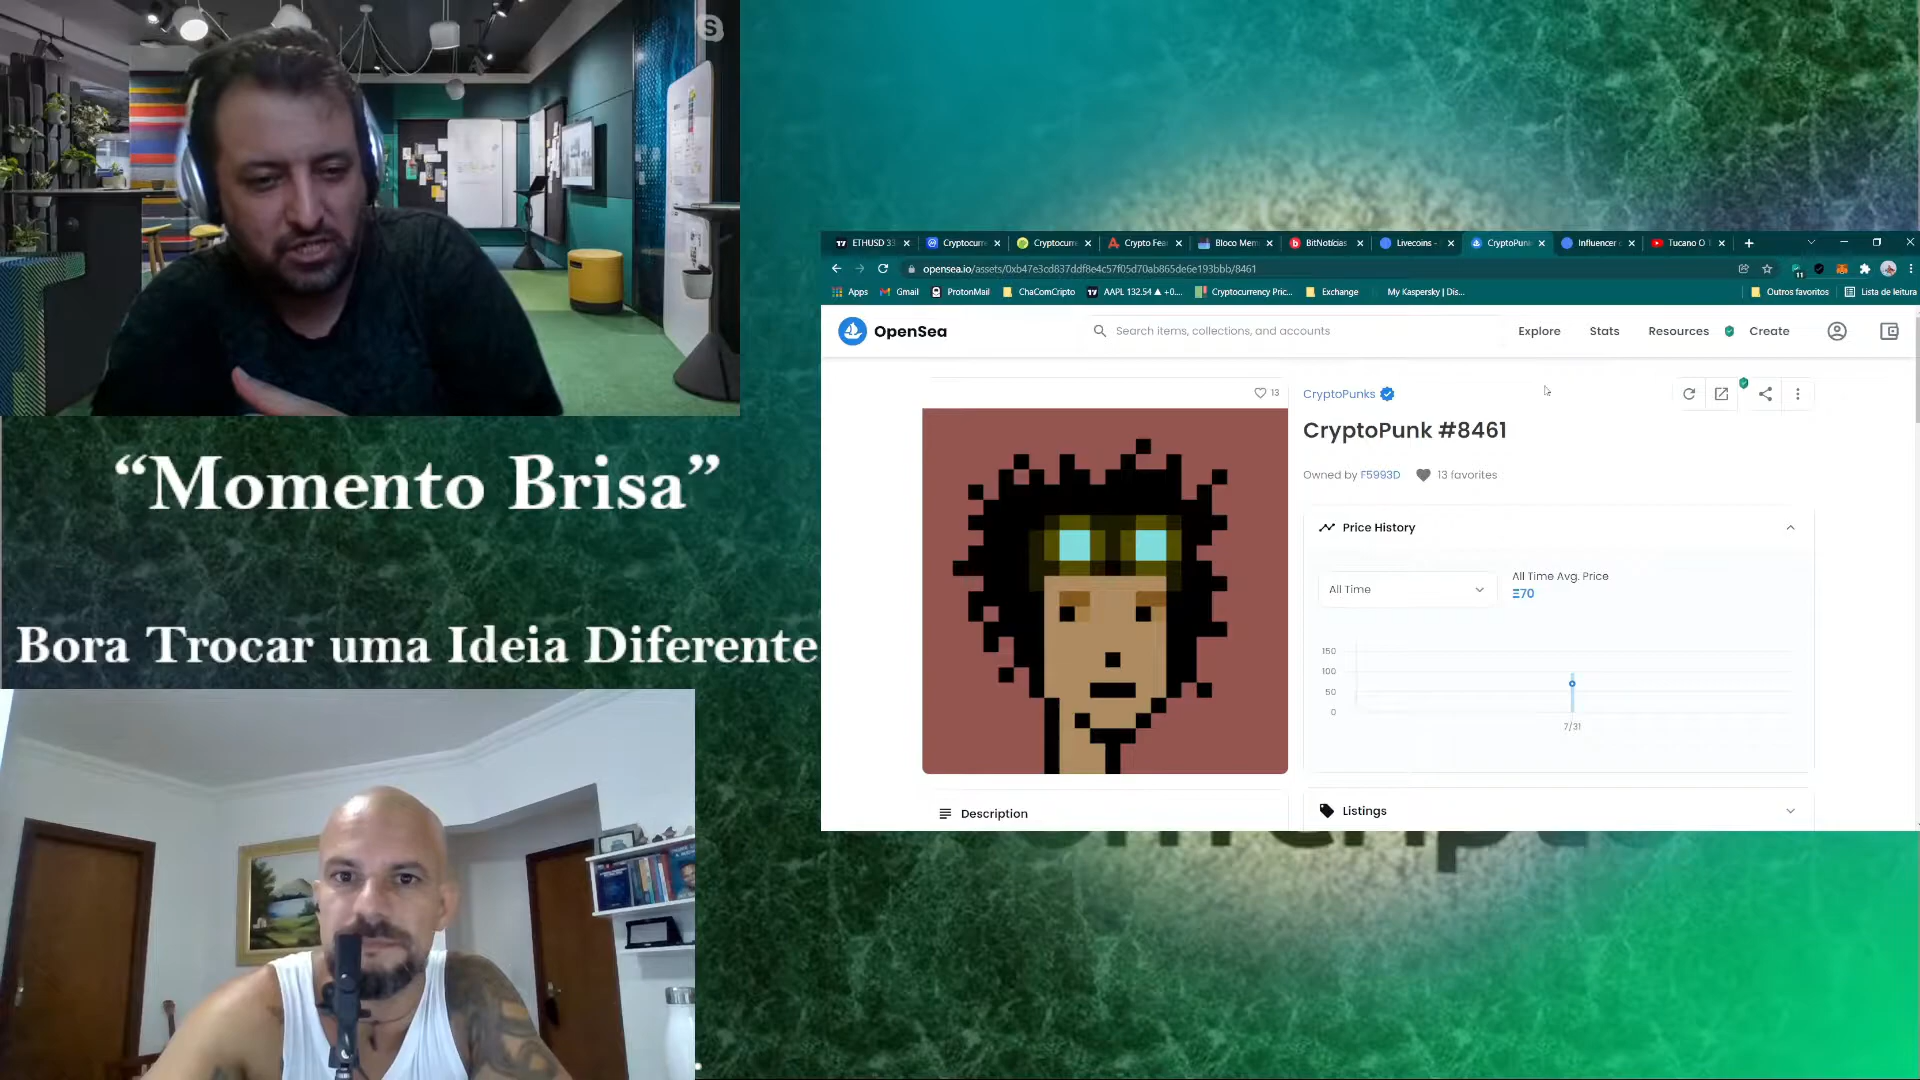 “Momento Brisa”
Bora Trocar uma Ideia Diferente
ETHUSD 33
Cryptocurr
Cryptocurr
Crypto Fea
Bloco Mem
BitNotícias
Livecoins -
CryptoPunk
Influencer
Tucano O
opensea.io/assets/0xb47e3cd837ddf8e4c57f05d70ab865de6e193bbb/8461
Apps
Gmail
ProtonMail
ChaComCripto
AAPL 132.54 ▲ +0....
Cryptocurrency Pric...
Exchange
My Kaspersky | Dis...
Outros favoritos
Lista de leitura
OpenSea
Search items, collections, and accounts
Explore
Stats
Resources
Create
13
CryptoPunks
CryptoPunk #8461
Owned by F5993D
13 favorites
Price History
All Time
All Time Avg. Price
Ξ70
150
100
50
0
7/31
Description
Listings